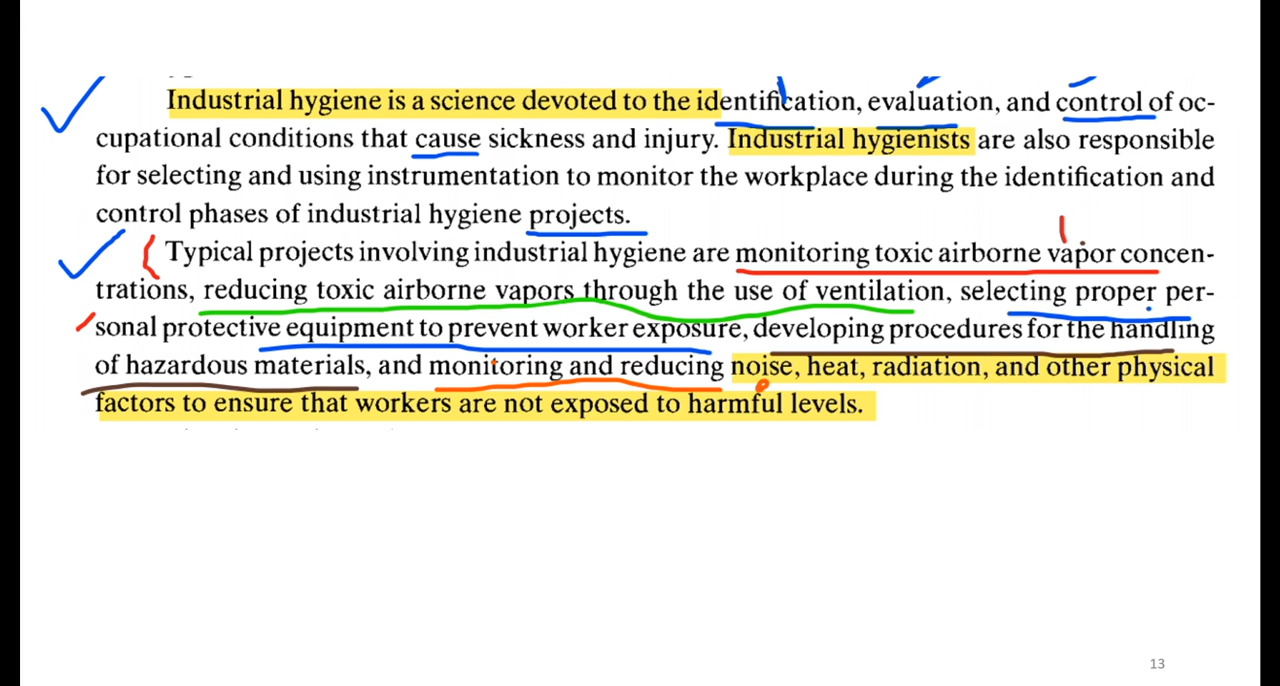 Industrial hygiene is a science devoted to the identification, evaluation, and control of oc-
cupational conditions that cause sickness and injury. Industrial hygienists are also responsible
for selecting and using instrumentation to monitor the workplace during the identification and
control phases of industrial hygiene projects.
Typical projects involving industrial hygiene are monitoring toxic airborne vapor concen-
trations, reducing toxic airborne vapors through the use of ventilation, selecting proper per-
sonal protective equipment to prevent worker exposure, developing procedures for the handling
of hazardous materials, and monitoring and reducing noise, heat, radiation, and other physical
factors to ensure that workers are not exposed to harmful levels.
13